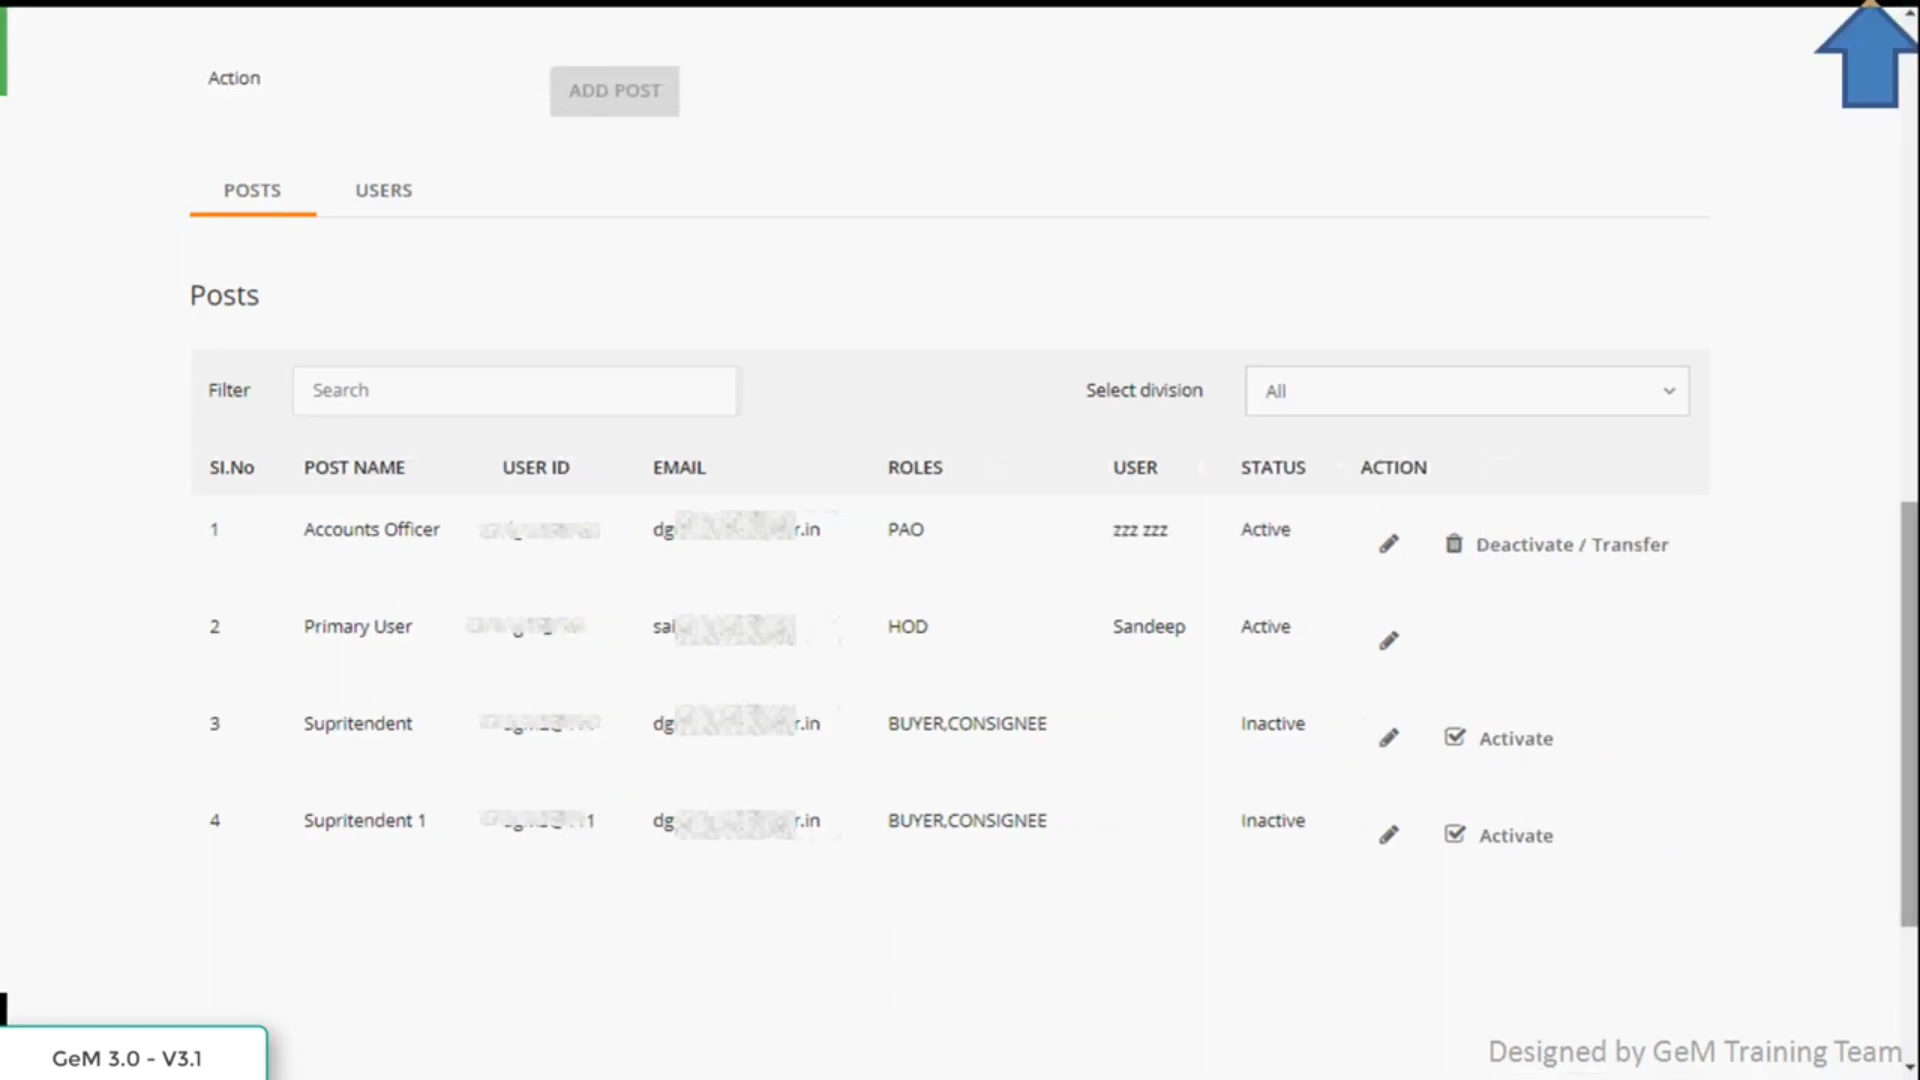 Action
ADD POST
POSTS USERS
Posts
Filter Search Select division All
SI.No POST NAME USER ID EMAIL ROLES USER STATUS ACTION
1 Accounts Officer dg r.in PAO zzz zzz Active Deactivate / Transfer
2 Primary User sai HOD Sandeep Active
3 Supritendent dg r.in BUYER,CONSIGNEE Inactive Activate
4 Supritendent 1 dg r.in BUYER,CONSIGNEE Inactive Activate
GeM 3.0 - V3.1
Designed by GeM Training Team